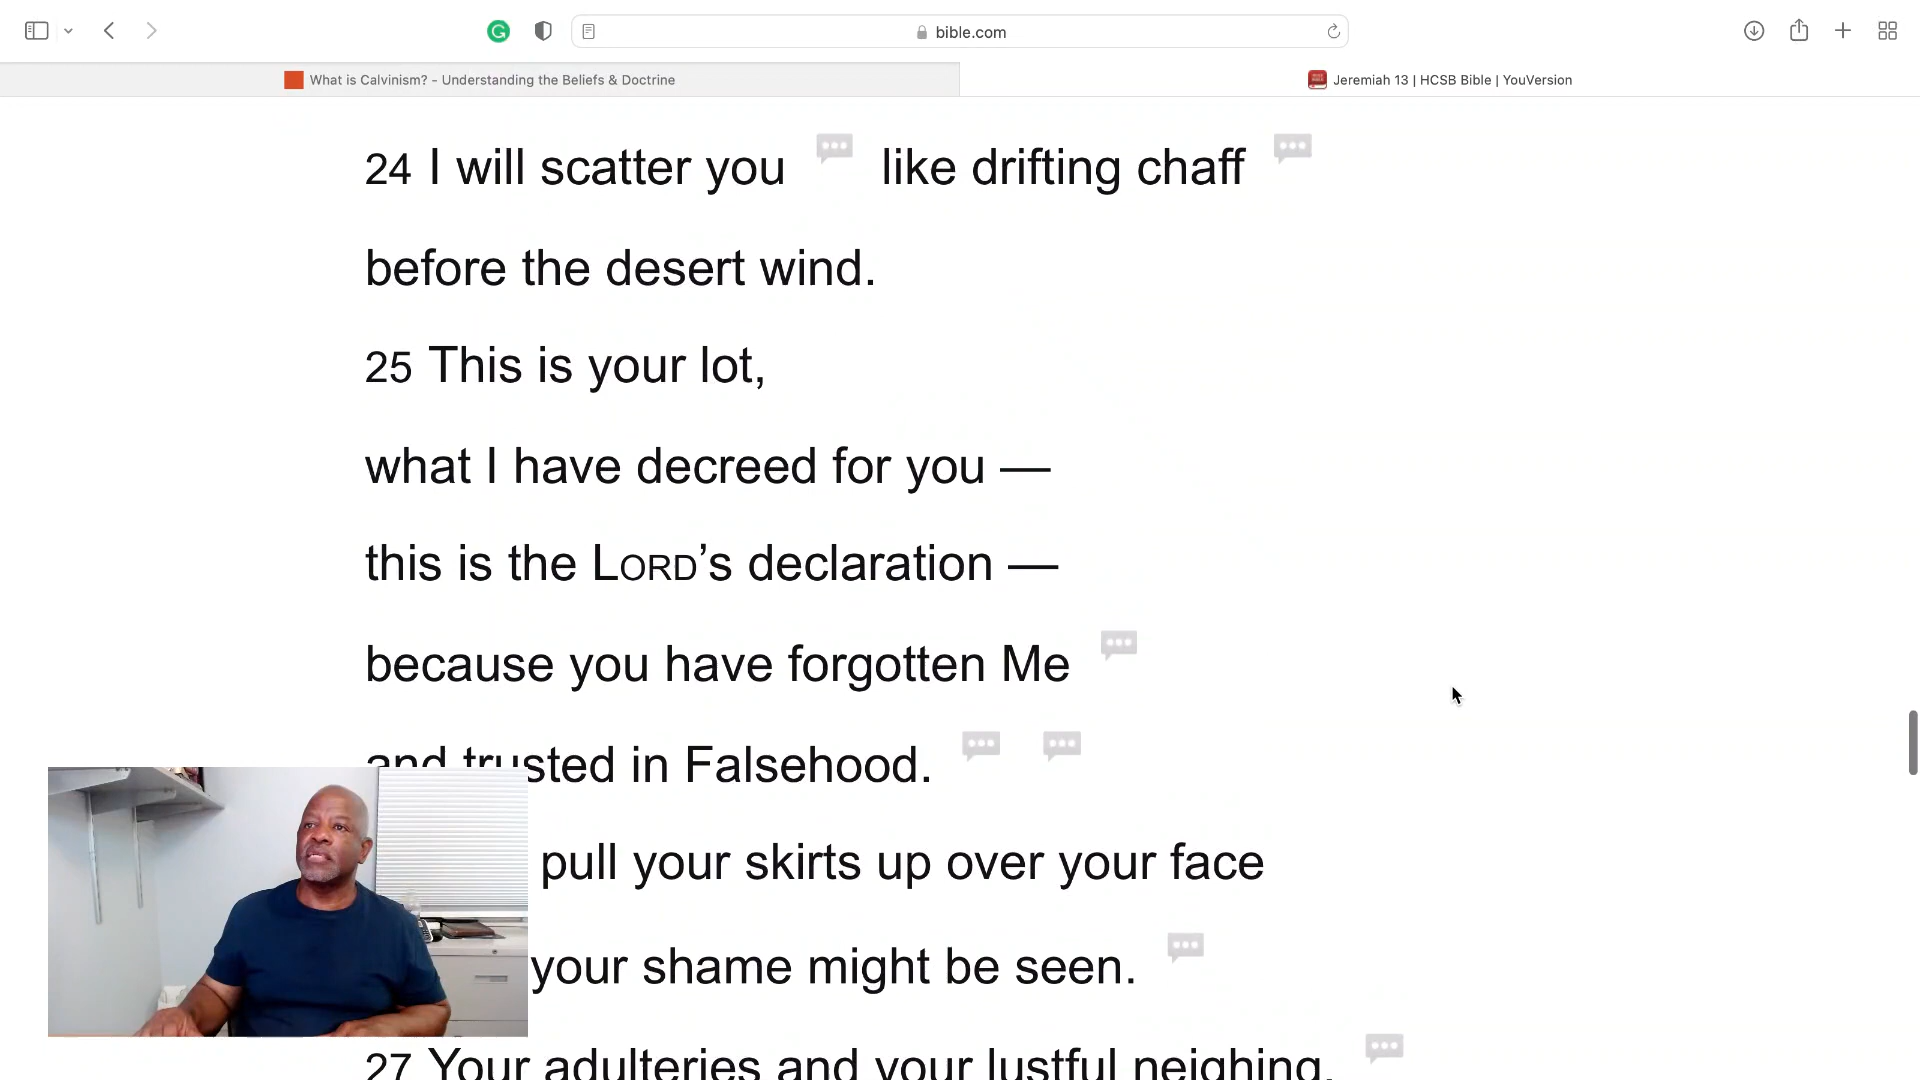 bible.com
What is Calvinism? - Understanding the Beliefs & Doctrine
Jeremiah 13 | HCSB Bible | YouVersion
24 I will scatter you like drifting chaff
before the desert wind.
25 This is your lot,
what I have decreed for you —
this is the LORD’s declaration —
because you have forgotten Me
and trusted in Falsehood.
pull your skirts up over your face
your shame might be seen.
27 Your adulteries and your lustful neighing,